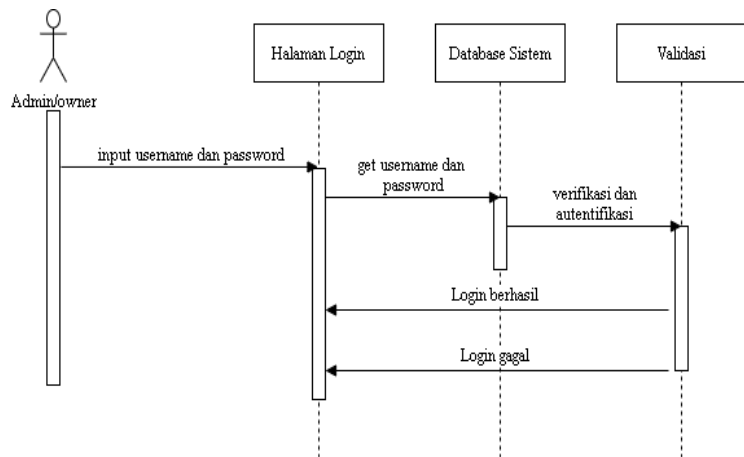 Halaman Login
Database Sistem
Validasi
Admin/owner
input username dan password
get username dan
password
verifikasi dan
autentifikasi
Login berhasil
Login gagal